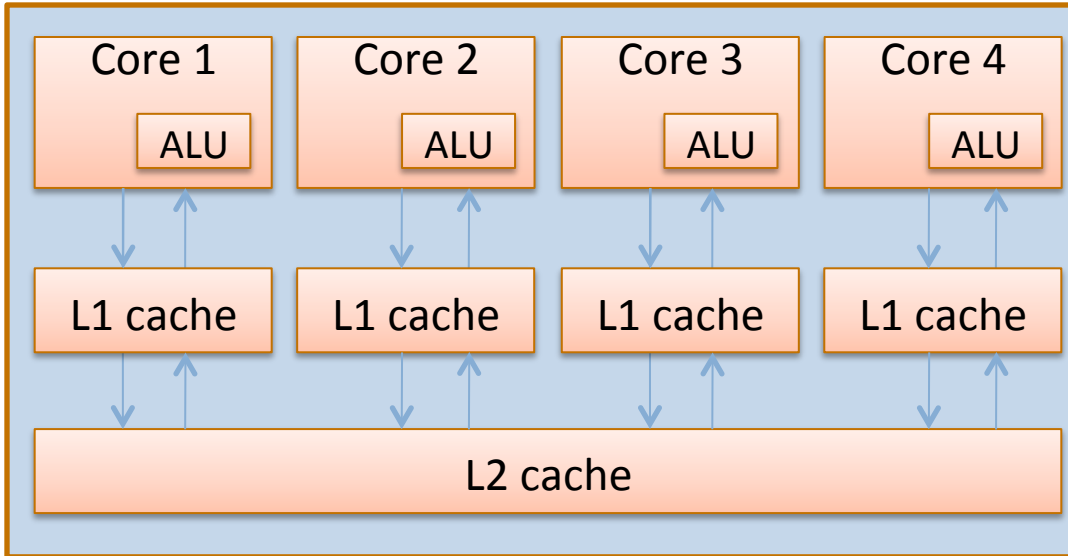 Core 1
Core 2
Core 3
Core 4
ALU
ALU
ALU
ALU
L1 cache
L1 cache
L1 cache
L1 cache
L2 cache